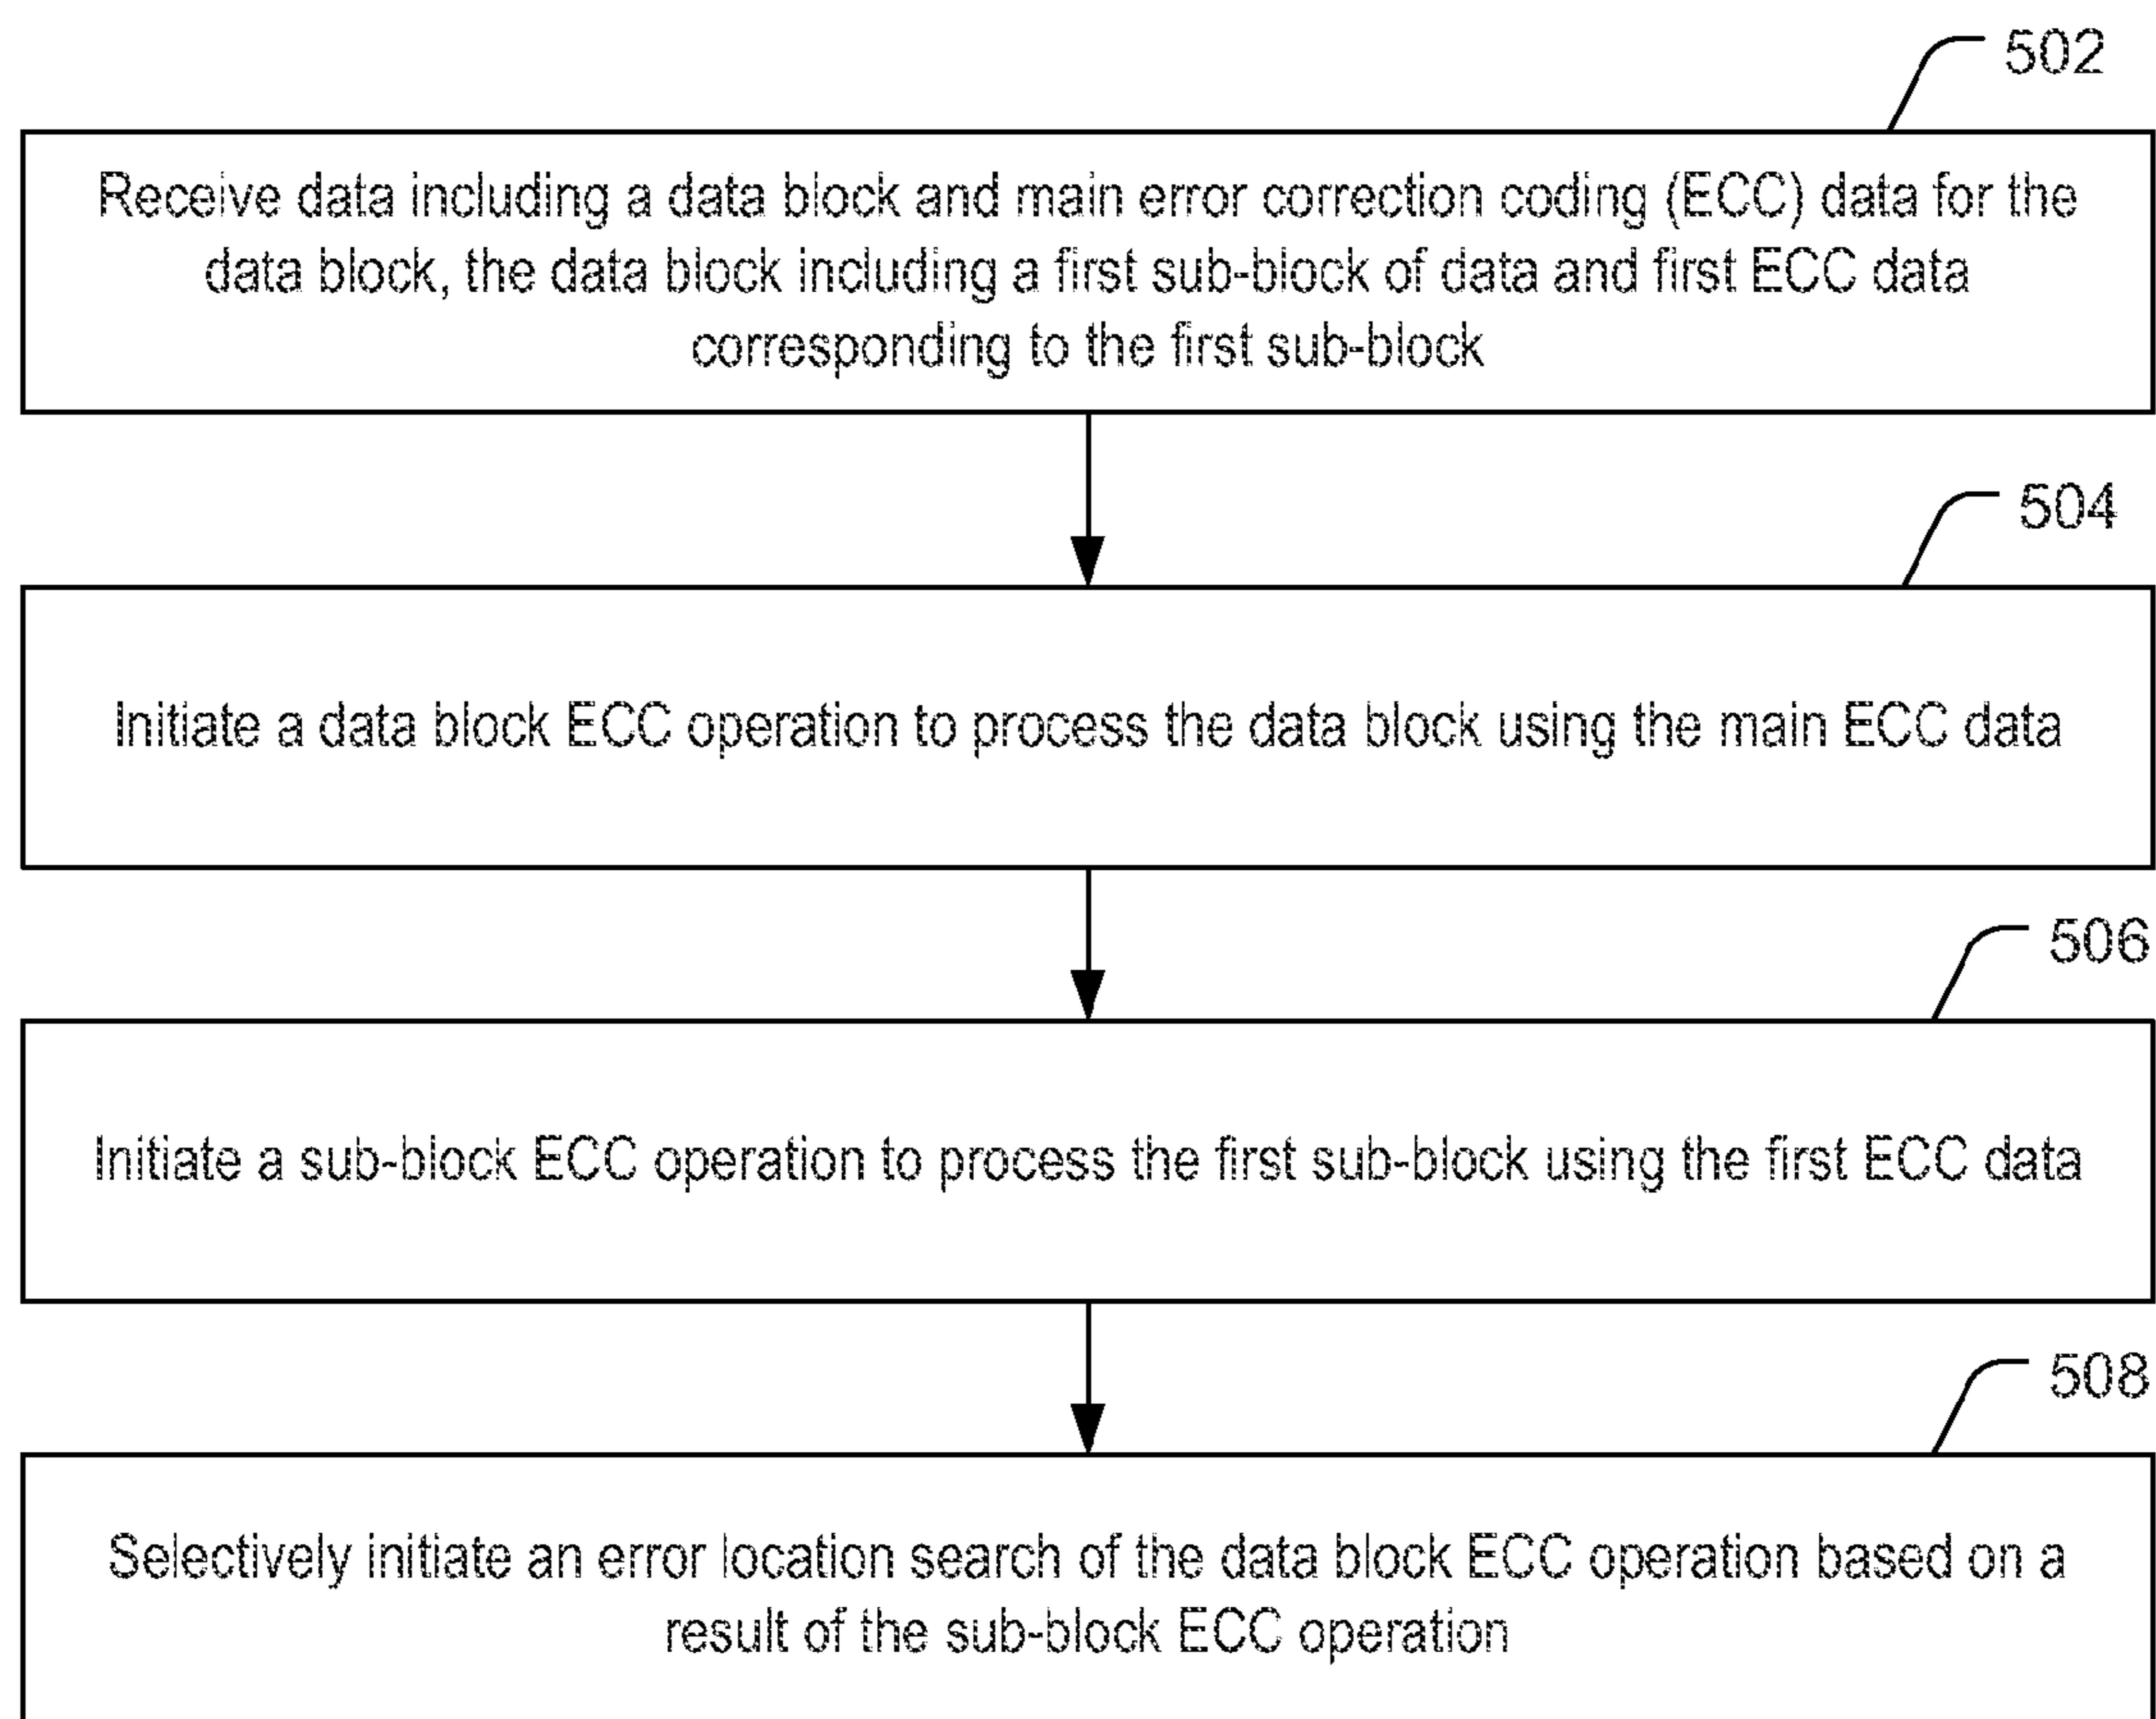 502
Receive data including a data block and main error correction coding (ECC) data for the
data block, the data block including a first sub-block of data and first ECC data
corresponding to the first sub-block
504
Initiate a data block ECC operation to process the data block using the main ECC data
506
Initiate a sub-block ECC operation to process the first sub-block using the first ECC data
508
Selectively initiate an error location search of the data block ECC operation based on a
result of the sub-block ECC operation